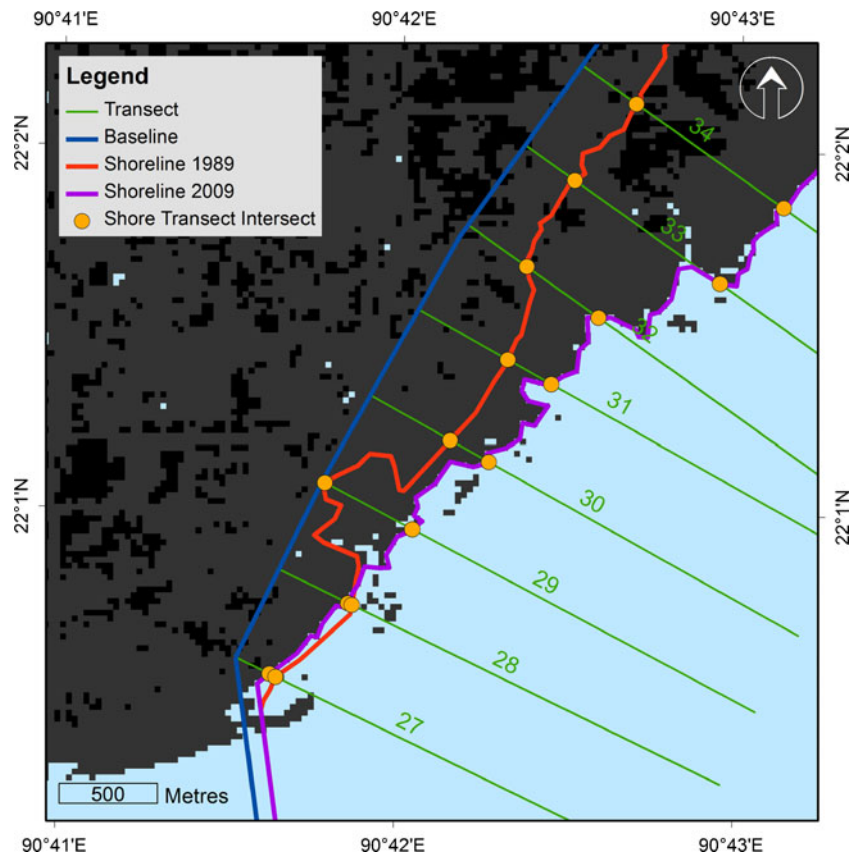 90°41'E 90°42'E 90°43'E
Legend
Transect
Baseline
Shoreline 1989
Shoreline 2009
Shore Transect Intersect
22°2'N 22°2'N
34
33
32
31
22°1'N 22°1'N
30
29
28
27
500 Metres
90°41'E 90°42'E 90°43'E